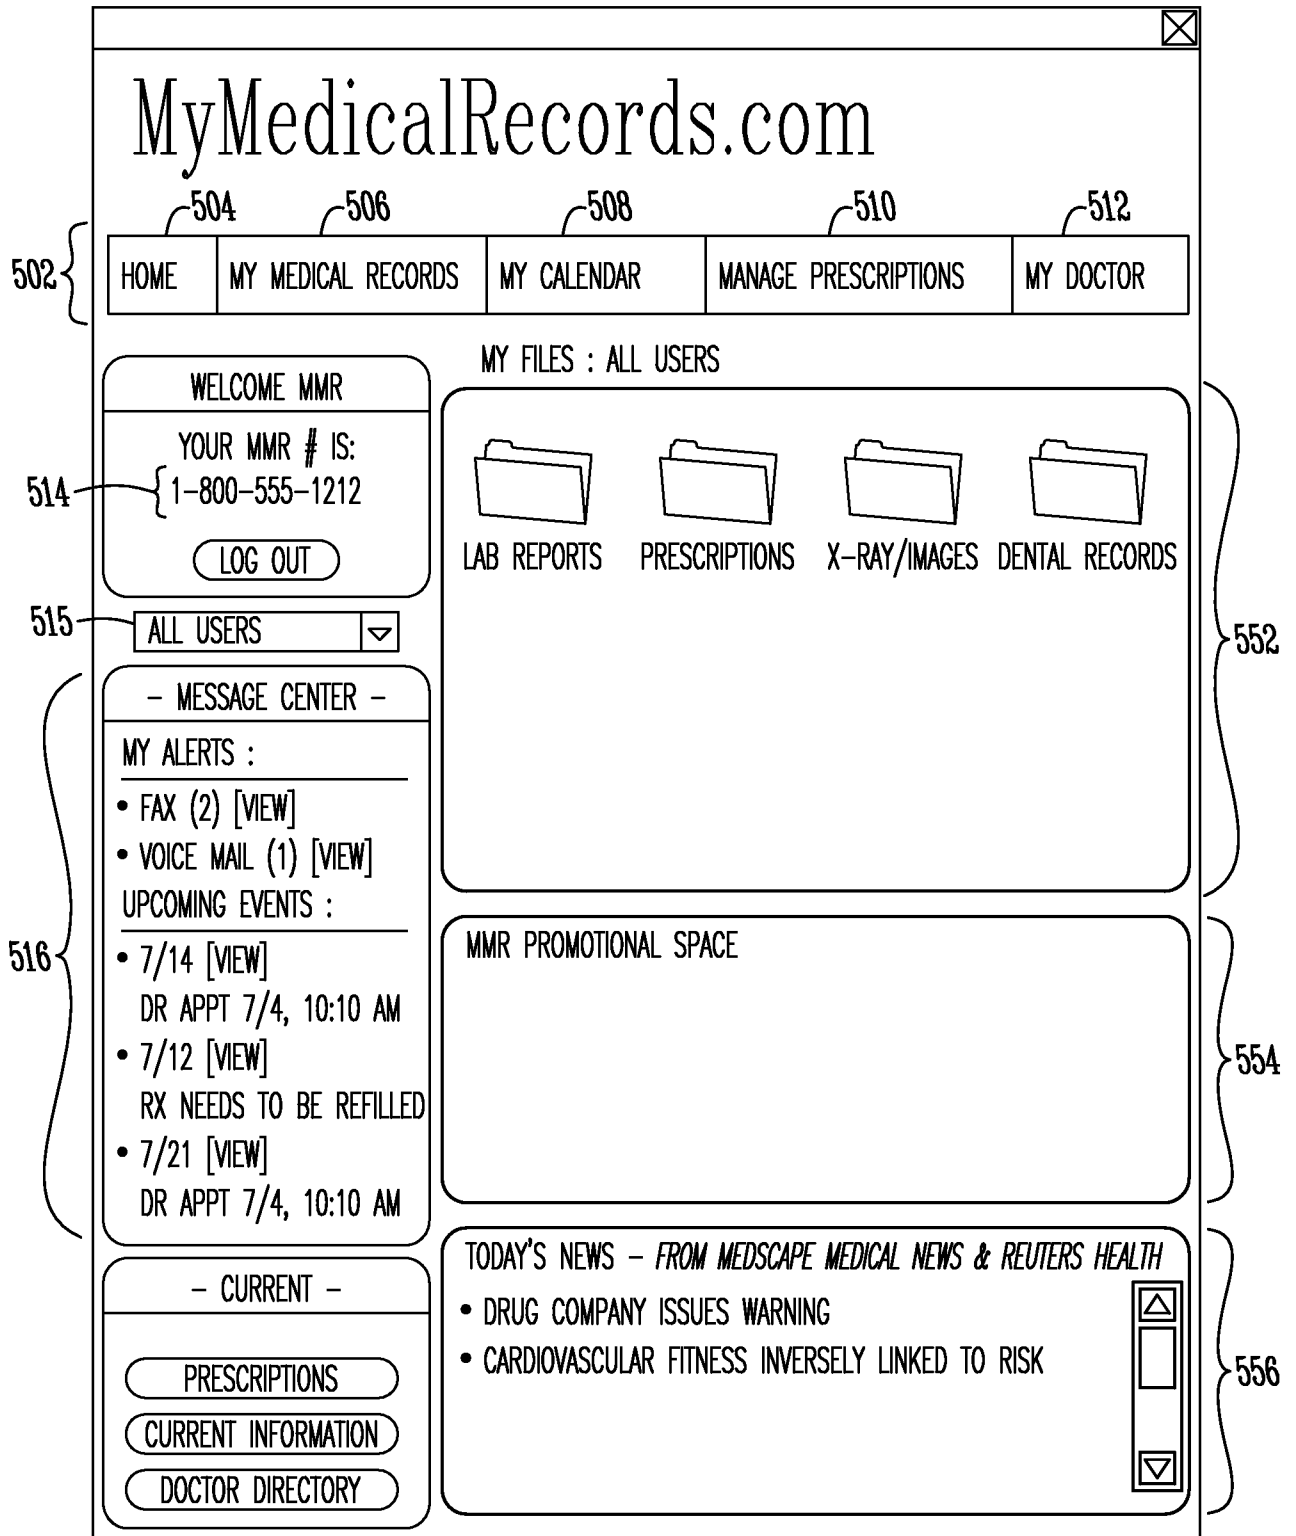 MyMedicalRecords.com
504 506 508 510 512
502 HOME MY MEDICAL RECORDS MY CALENDAR MANAGE PRESCRIPTIONS MY DOCTOR
WELCOME MMR
YOUR MMR # IS:
514 1-800-555-1212
LOG OUT
515 ALL USERS
516
- MESSAGE CENTER -
MY ALERTS :
• FAX (2) [VIEW]
• VOICE MAIL (1) [VIEW]
UPCOMING EVENTS :
• 7/14 [VIEW]
DR APPT 7/4, 10:10 AM
• 7/12 [VIEW]
RX NEEDS TO BE REFILLED
• 7/21 [VIEW]
DR APPT 7/4, 10:10 AM
- CURRENT -
PRESCRIPTIONS
CURRENT INFORMATION
DOCTOR DIRECTORY
MY FILES : ALL USERS
LAB REPORTS PRESCRIPTIONS X-RAY/IMAGES DENTAL RECORDS
552
MMR PROMOTIONAL SPACE
554
TODAY'S NEWS - FROM MEDSCAPE MEDICAL NEWS & REUTERS HEALTH
• DRUG COMPANY ISSUES WARNING
• CARDIOVASCULAR FITNESS INVERSELY LINKED TO RISK
556